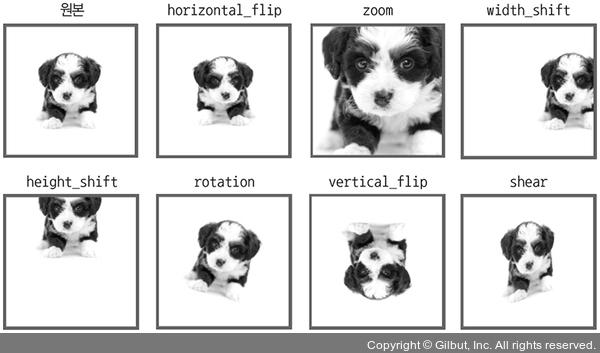 원본 horizontal_flip zoom width_shift
height_shift rotation vertical_flip shear
Copyright © Gilbut, Inc. All rights reserved.